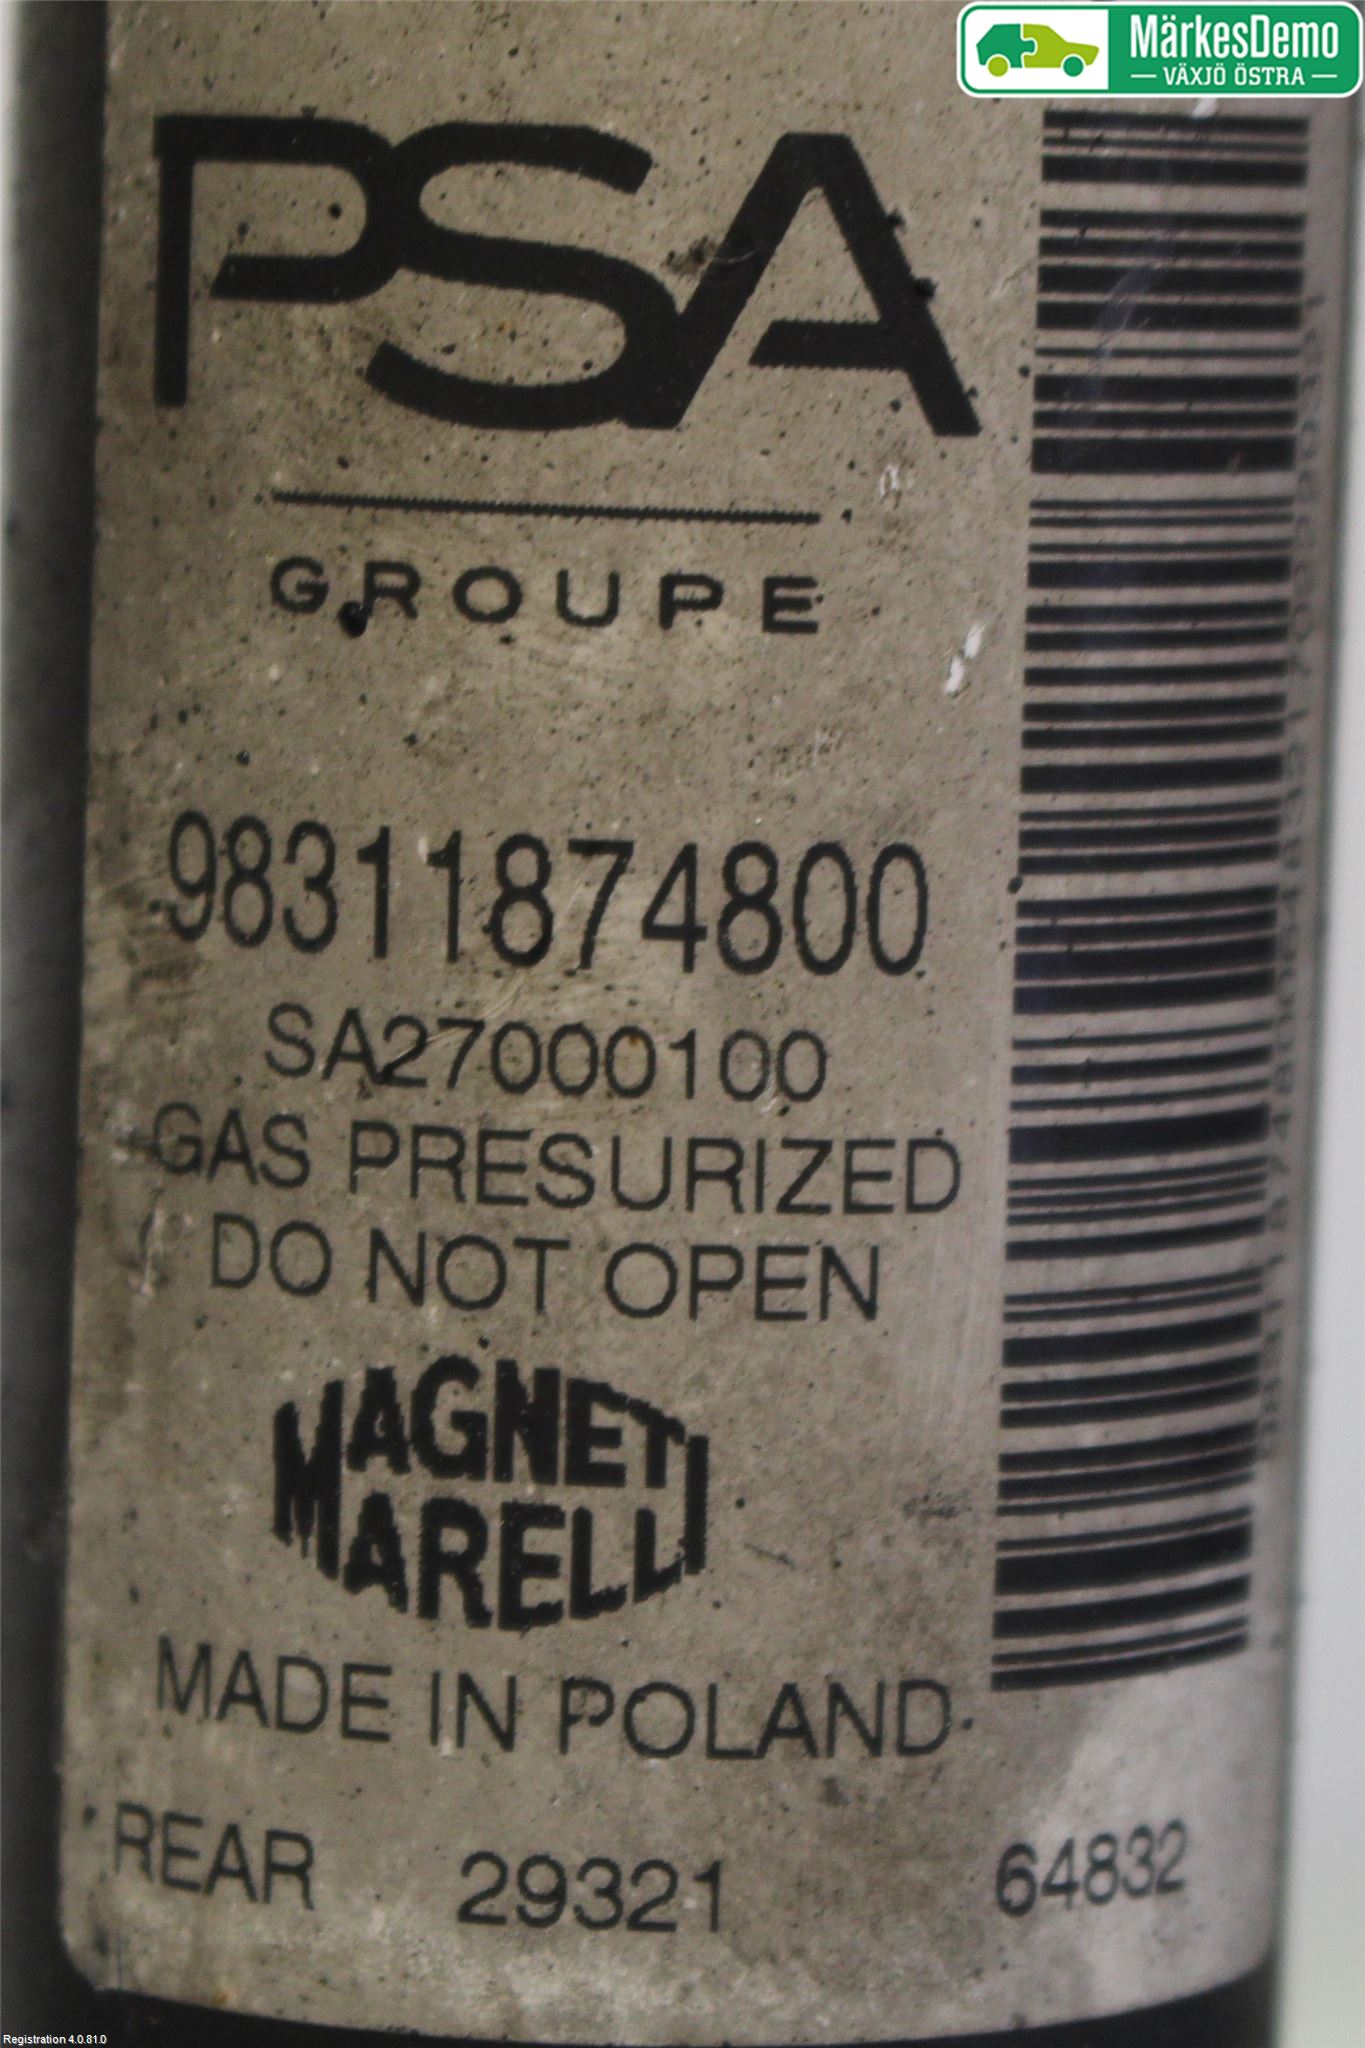 MärkesDemo
VÄXJÖ ÖSTRA
PSA
GROUPE
98311874800
SA27000100
GAS PRESURIZED
DO NOT OPEN
MAGNETI
MARELLI
MADE IN POLAND
REAR 29321 64832
Registration 4.0.81.0